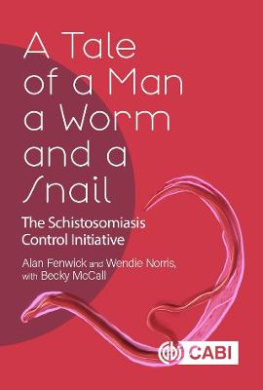 A Tale
of a Man
a Worm
and a
Snail
The Schistosomiasis
Control Initiative
Alan Fenwick and Wendie Norris,
with Becky McCall
CABI